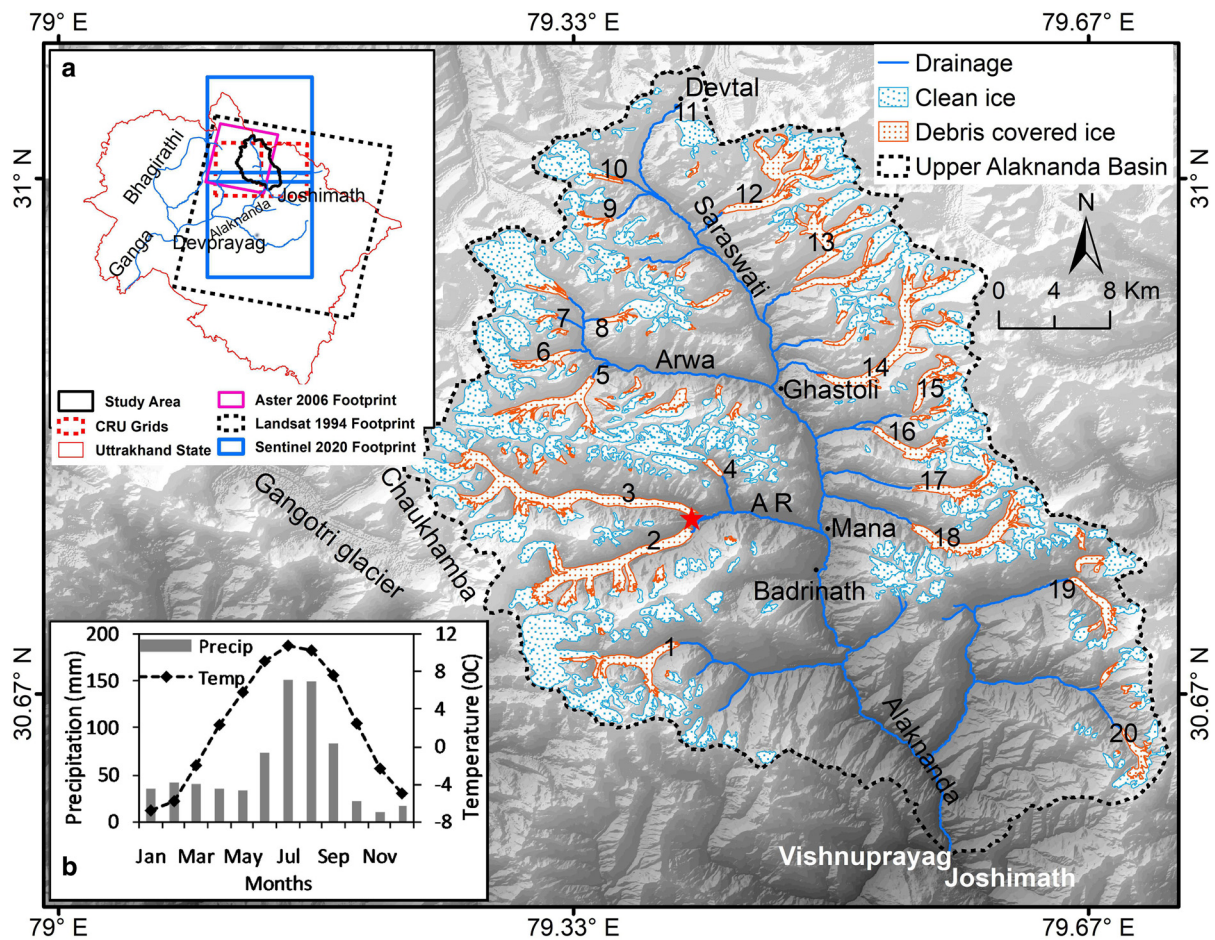 79° E 79.33° E 79.67° E
a
Bhagirathi
Ganga
Devprayag
Alaknanda
Joshimath
Study Area
CRU Grids
Uttrakhand State
Aster 2006 Footprint
Landsat 1994 Footprint
Sentinel 2020 Footprint
Drainage
Clean ice
Debris covered ice
Upper Alaknanda Basin
N
0 4 8 Km
31° N
31° N
30.67° N
30.67° N
Devtal
11
10
9
12
13
Saraswati
7
8
6
5
Arwa
Ghastoli
14
15
16
17
18
4
3
A R
2
Mana
Badrinath
19
1
20
Alaknanda
Vishnuprayag
Joshimath
Gangotri glacier
Chaukhamba
b
Precip
Temp
Precipitation (mm)
200
150
100
50
0
Temperature (0C)
12
8
4
0
-4
-8
Jan Mar May Jul Sep Nov
Months
79° E 79.33° E 79.67° E